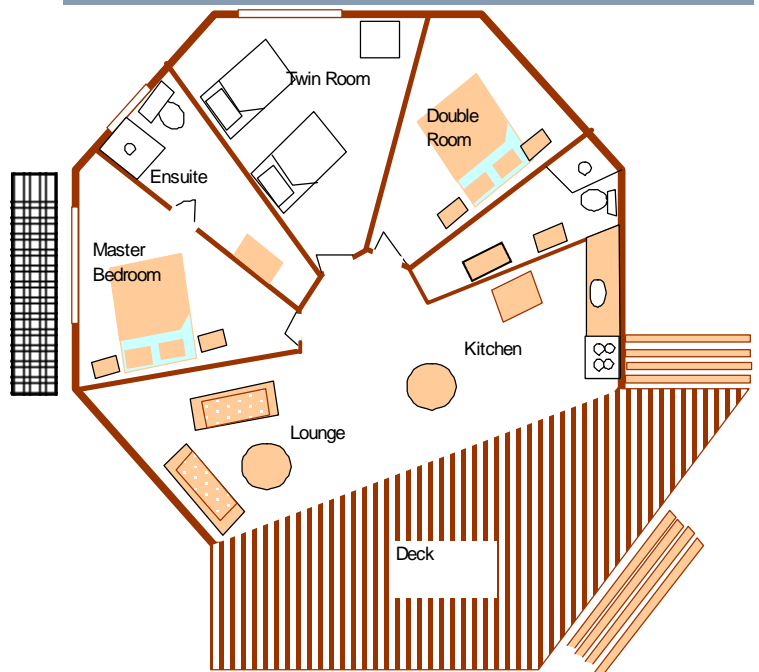 Twin Room
Double
Room
Ensuite
Master
Bedroom
Kitchen
Lounge
Deck